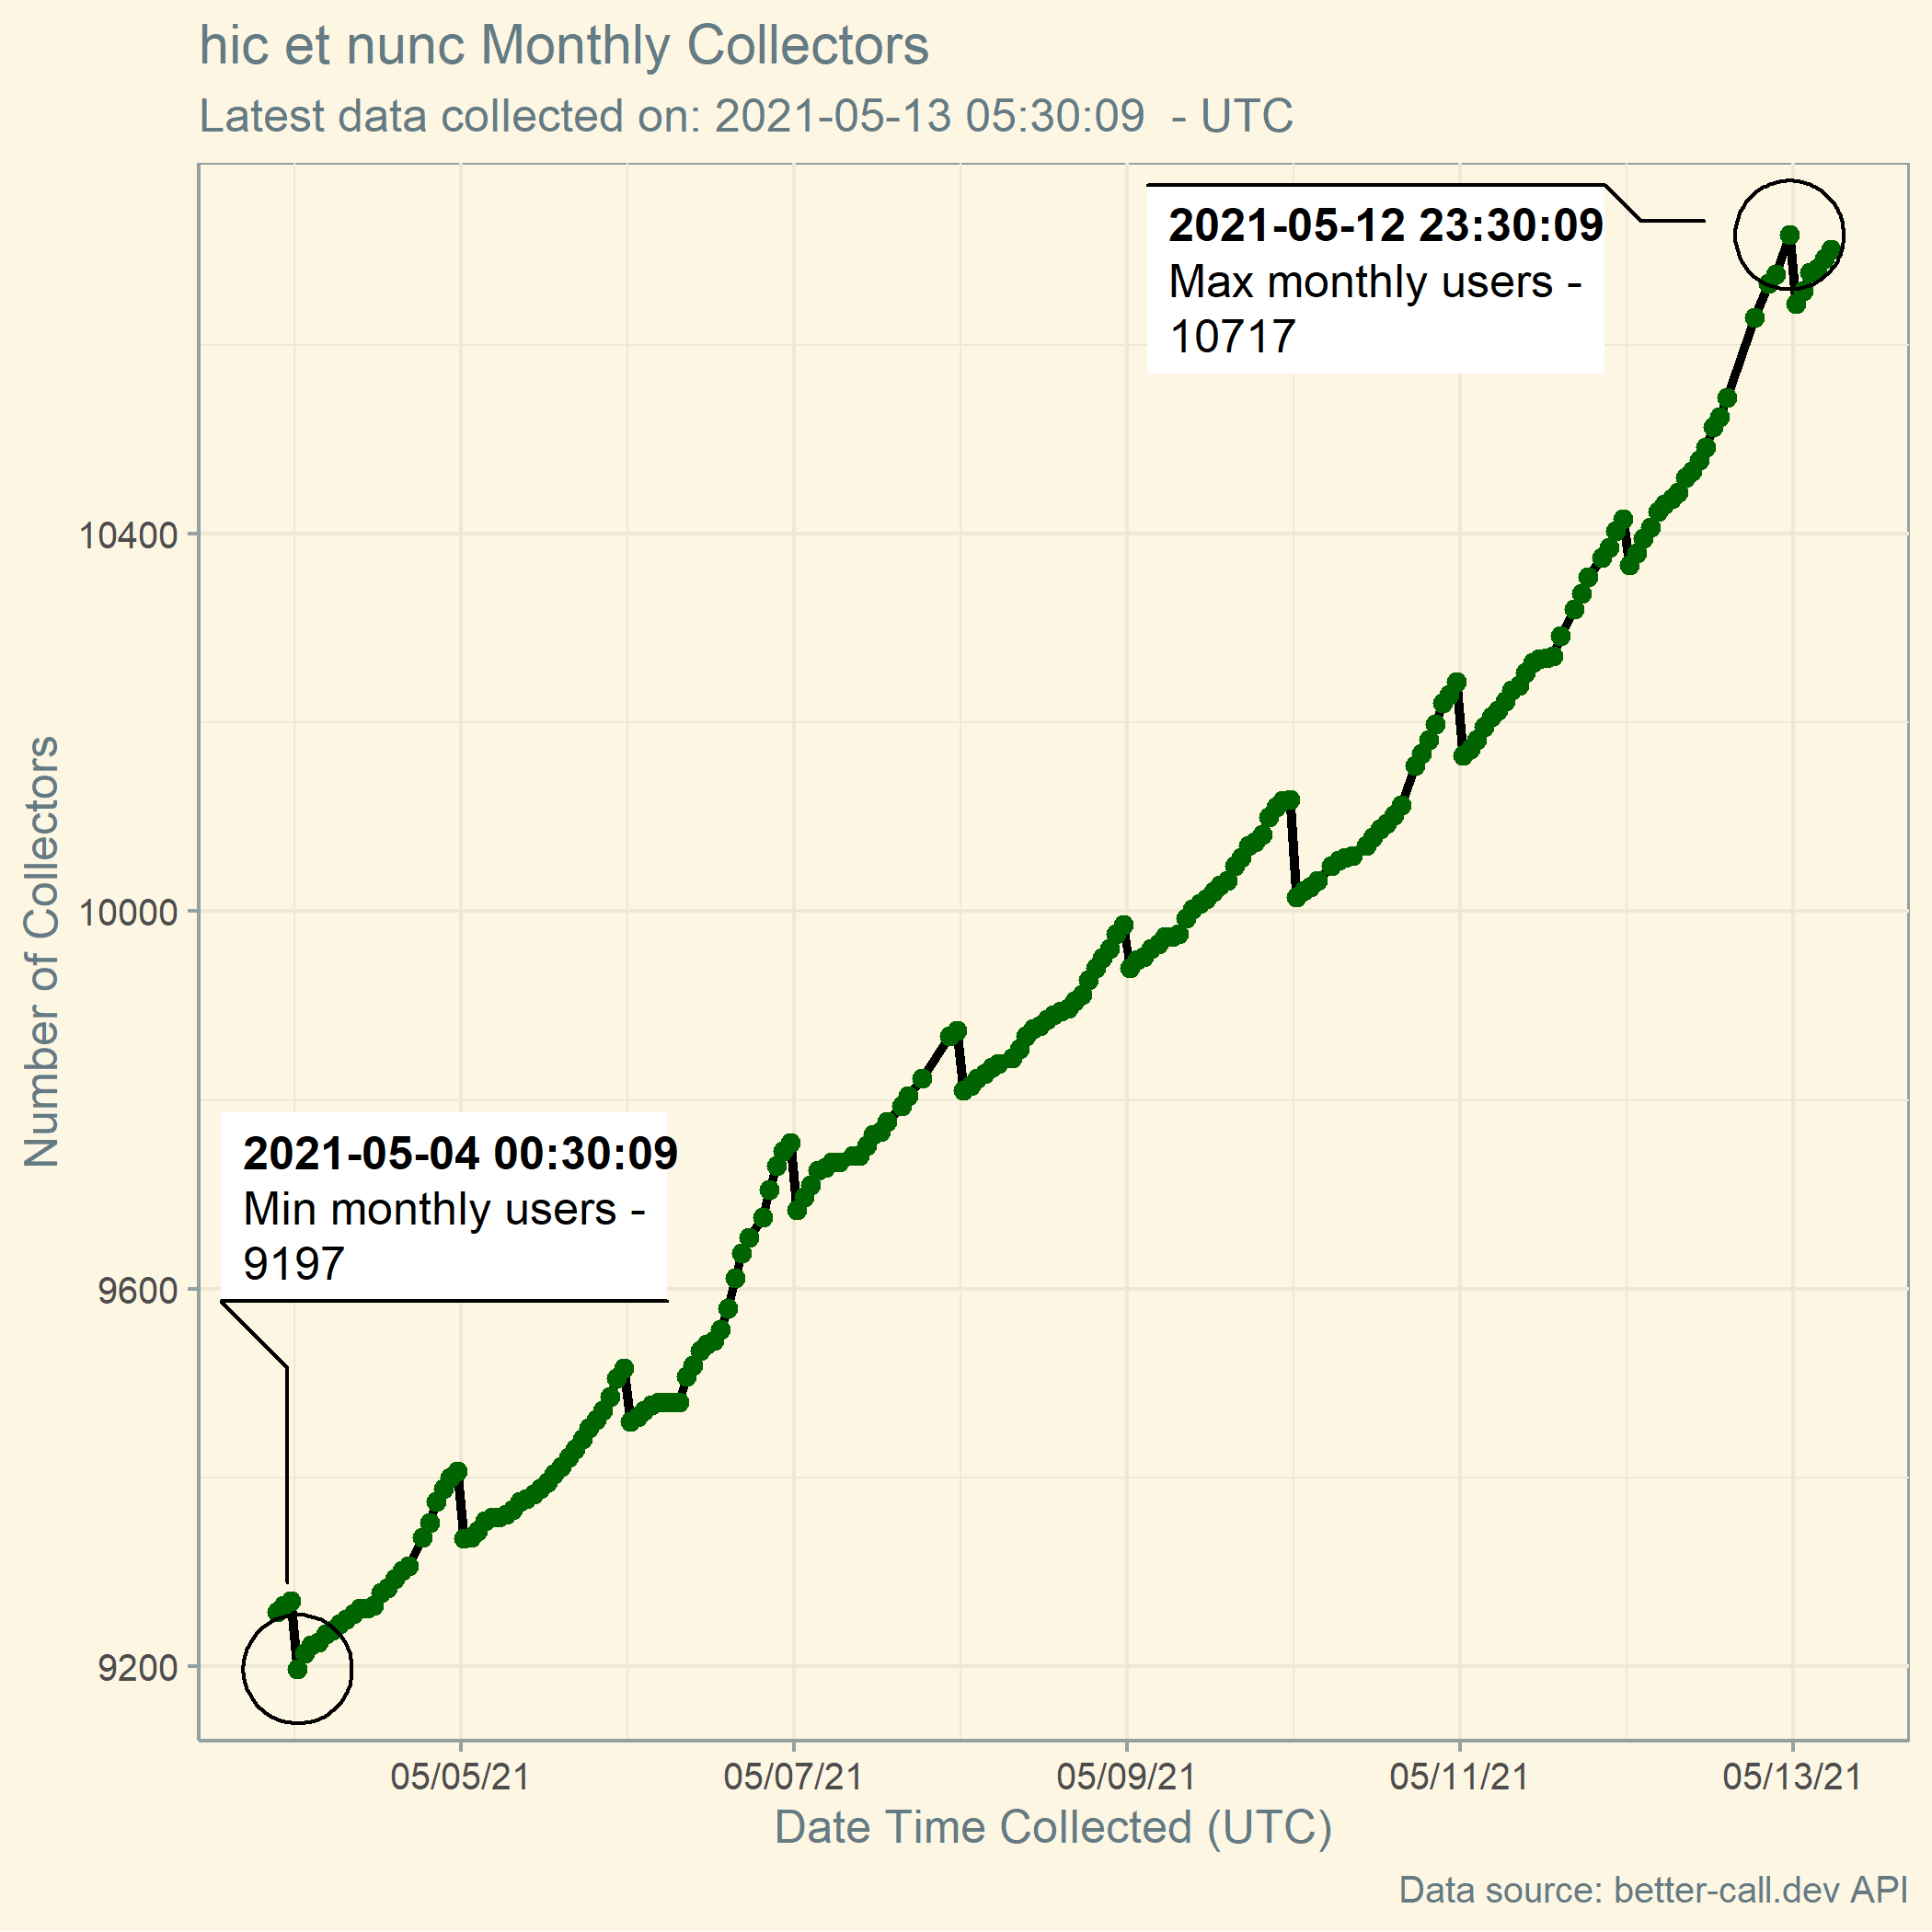 hic et nunc Monthly Collectors
Latest data collected on: 2021-05-13 05:30:09  - UTC
2021-05-12 23:30:09
Max monthly users -
10717
10400
10000
9600
9200
Number of Collectors
2021-05-04 00:30:09
Min monthly users -
9197
05/05/21
05/07/21
05/09/21
05/11/21
05/13/21
Date Time Collected (UTC)
Data source: better-call.dev API